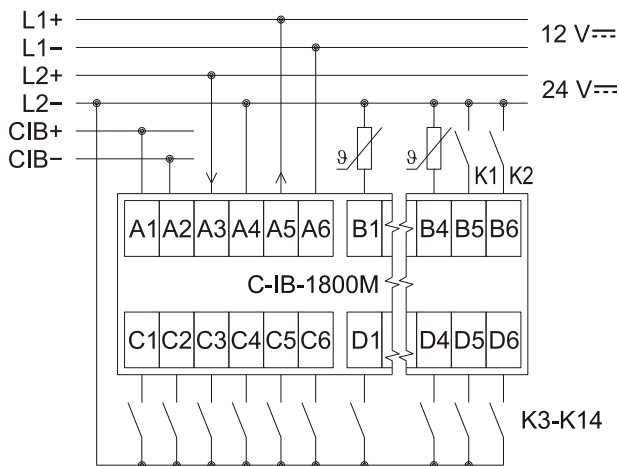 L1+
L1−
12 V⎓
L2+
L2−
24 V⎓
CIB+
CIB−
ϑ ϑ K1 K2
A1 A2 A3 A4 A5 A6 B1 B4 B5 B6
C-IB-1800M
C1 C2 C3 C4 C5 C6 D1 D4 D5 D6
K3-K14